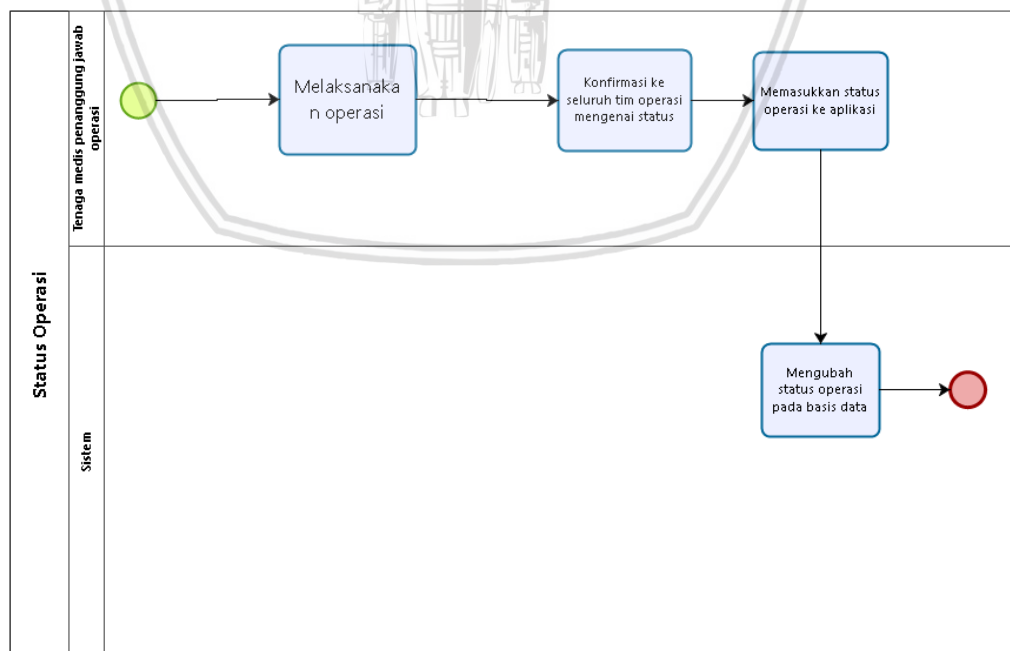 Status Operasi
Tenaga medis penanggung jawab
operasi
Melaksanaka
n operasi
Konfirmasi ke
seluruh tim operasi
mengenai status
Memasukkan status
operasi ke aplikasi
Sistem
Mengubah
status operasi
pada basis data